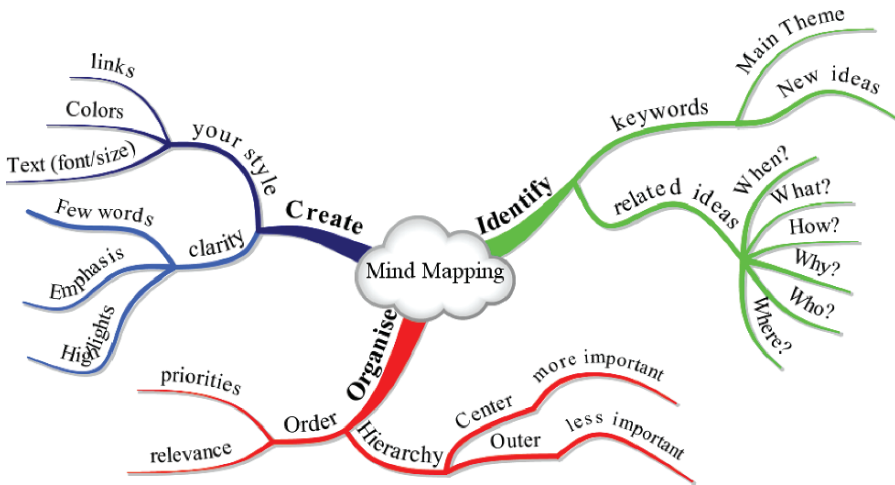 Mind Mapping
Create
your style
links
Colors
Text (font/size)
clarity
Few words
Emphasis
Highlights
Identify
keywords
Main Theme
New ideas
related ideas
When?
What?
How?
Why?
Who?
Where?
Organise
Order
priorities
relevance
Hierarchy
Center
more important
Outer
less important